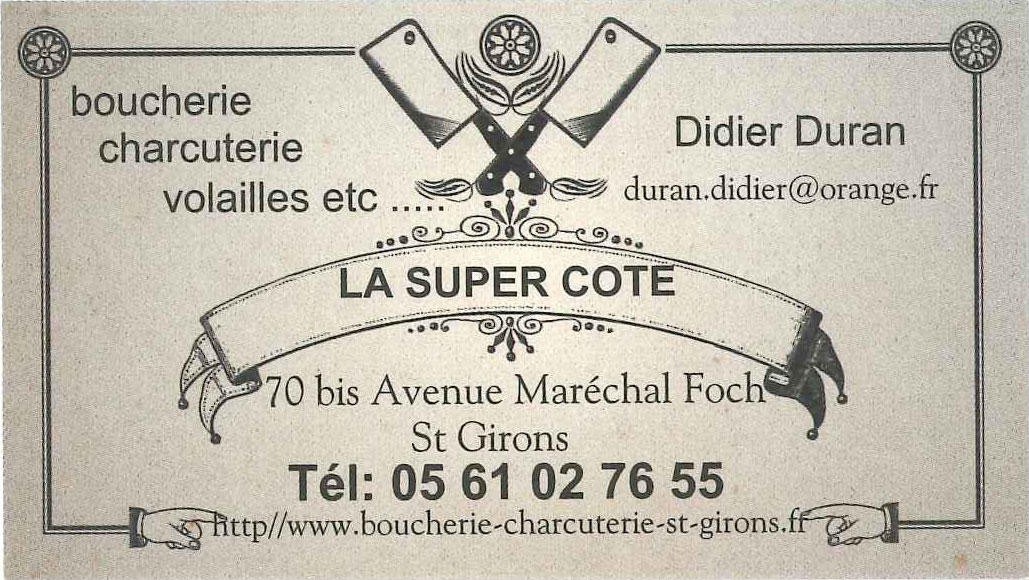 boucherie
charcuterie
volailles etc .....
Didier Duran
duran.didier@orange.fr
LA SUPER COTE
70 bis Avenue Maréchal Foch
St Girons
Tél: 05 61 02 76 55
http//www.boucherie-charcuterie-st-girons.fr